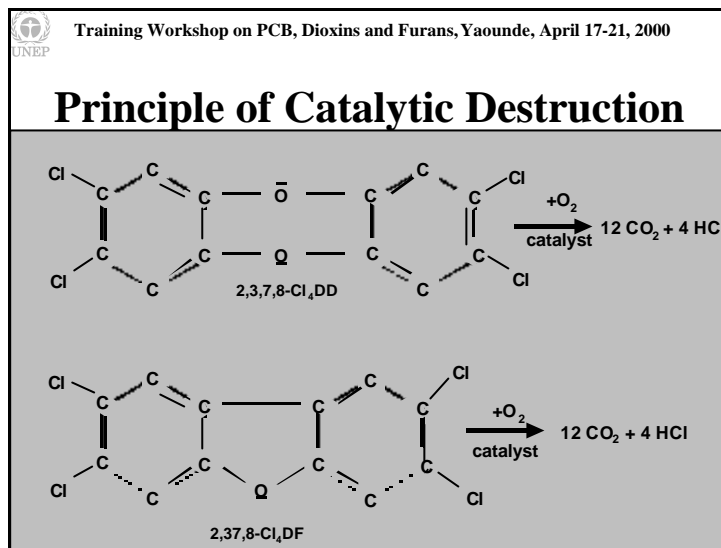 UNEP
Training Workshop on PCB, Dioxins and Furans, Yaounde, April 17-21, 2000
Principle of Catalytic Destruction
C C
Cl Cl
C C O C C
+O₂
catalyst
12 CO₂ + 4 HC
C C O C C
Cl Cl
C C
2,3,7,8-Cl₄DD
C C
Cl Cl
C C C C
+O₂
catalyst
12 CO₂ + 4 HCl
C C C C
Cl Cl
C O C
2,37,8-Cl₄DF